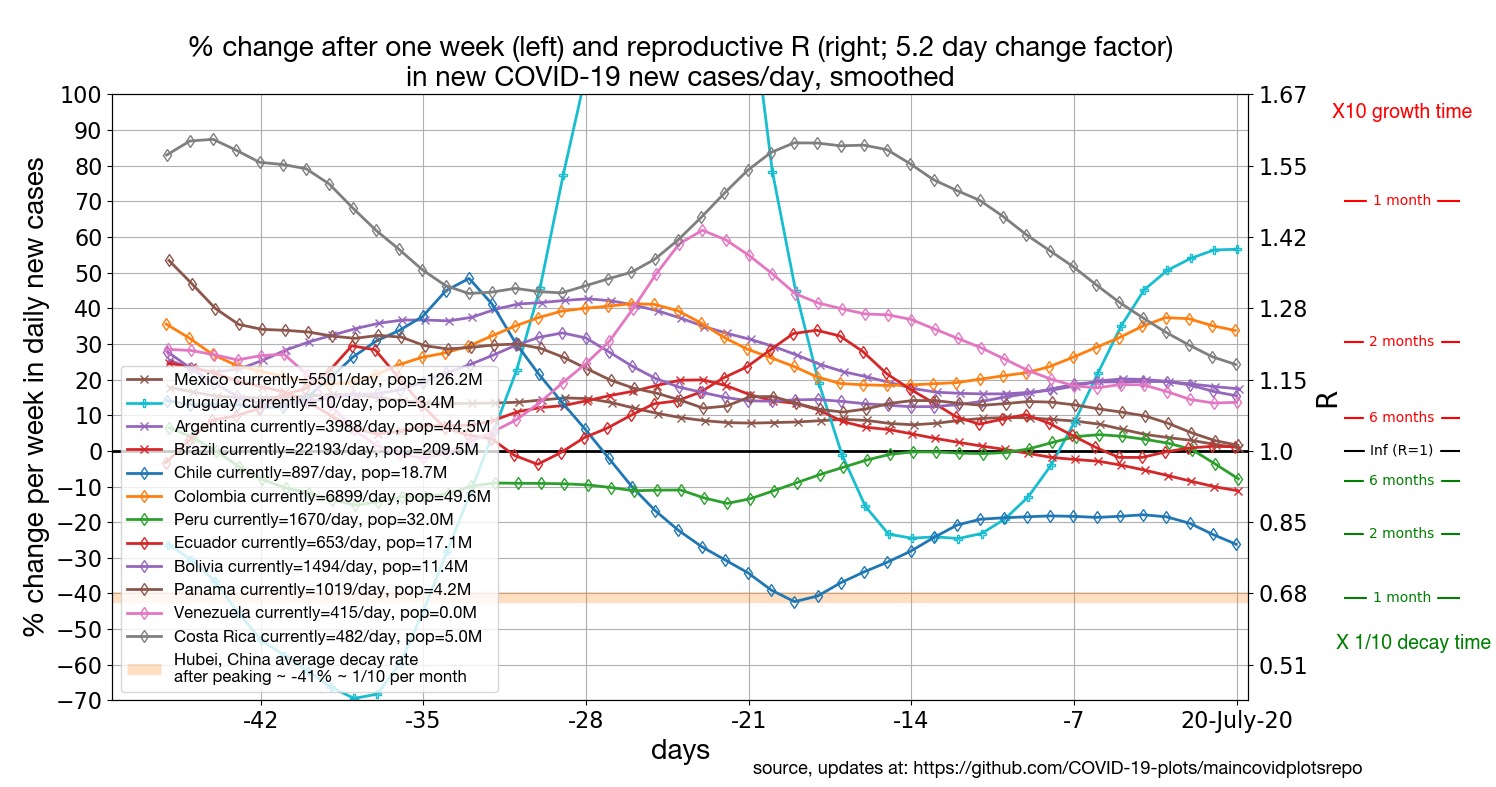 % change after one week (left) and reproductive R (right; 5.2 day change factor)
in new COVID-19 new cases/day, smoothed
% change per week in daily new cases
100
90
80
70
60
50
40
30
20
10
0
−10
−20
−30
−40
−50
−60
−70
Mexico currently=5501/day, pop=126.2M
Uruguay currently=10/day, pop=3.4M
Argentina currently=3988/day, pop=44.5M
Brazil currently=22193/day, pop=209.5M
Chile currently=897/day, pop=18.7M
Colombia currently=6899/day, pop=49.6M
Peru currently=1670/day, pop=32.0M
Ecuador currently=653/day, pop=17.1M
Bolivia currently=1494/day, pop=11.4M
Panama currently=1019/day, pop=4.2M
Venezuela currently=415/day, pop=0.0M
Costa Rica currently=482/day, pop=5.0M
Hubei, China average decay rate
after peaking ~ -41% ~ 1/10 per month
-42
-35
-28
-21
-14
-7
20-July-20
days
1.67
1.55
1.42
1.28
1.15
1.0
0.85
0.68
0.51
R
X10 growth time
1 month
2 months
6 months
Inf (R=1)
6 months
2 months
1 month
X 1/10 decay time
source, updates at: https://github.com/COVID-19-plots/maincovidplotsrepo